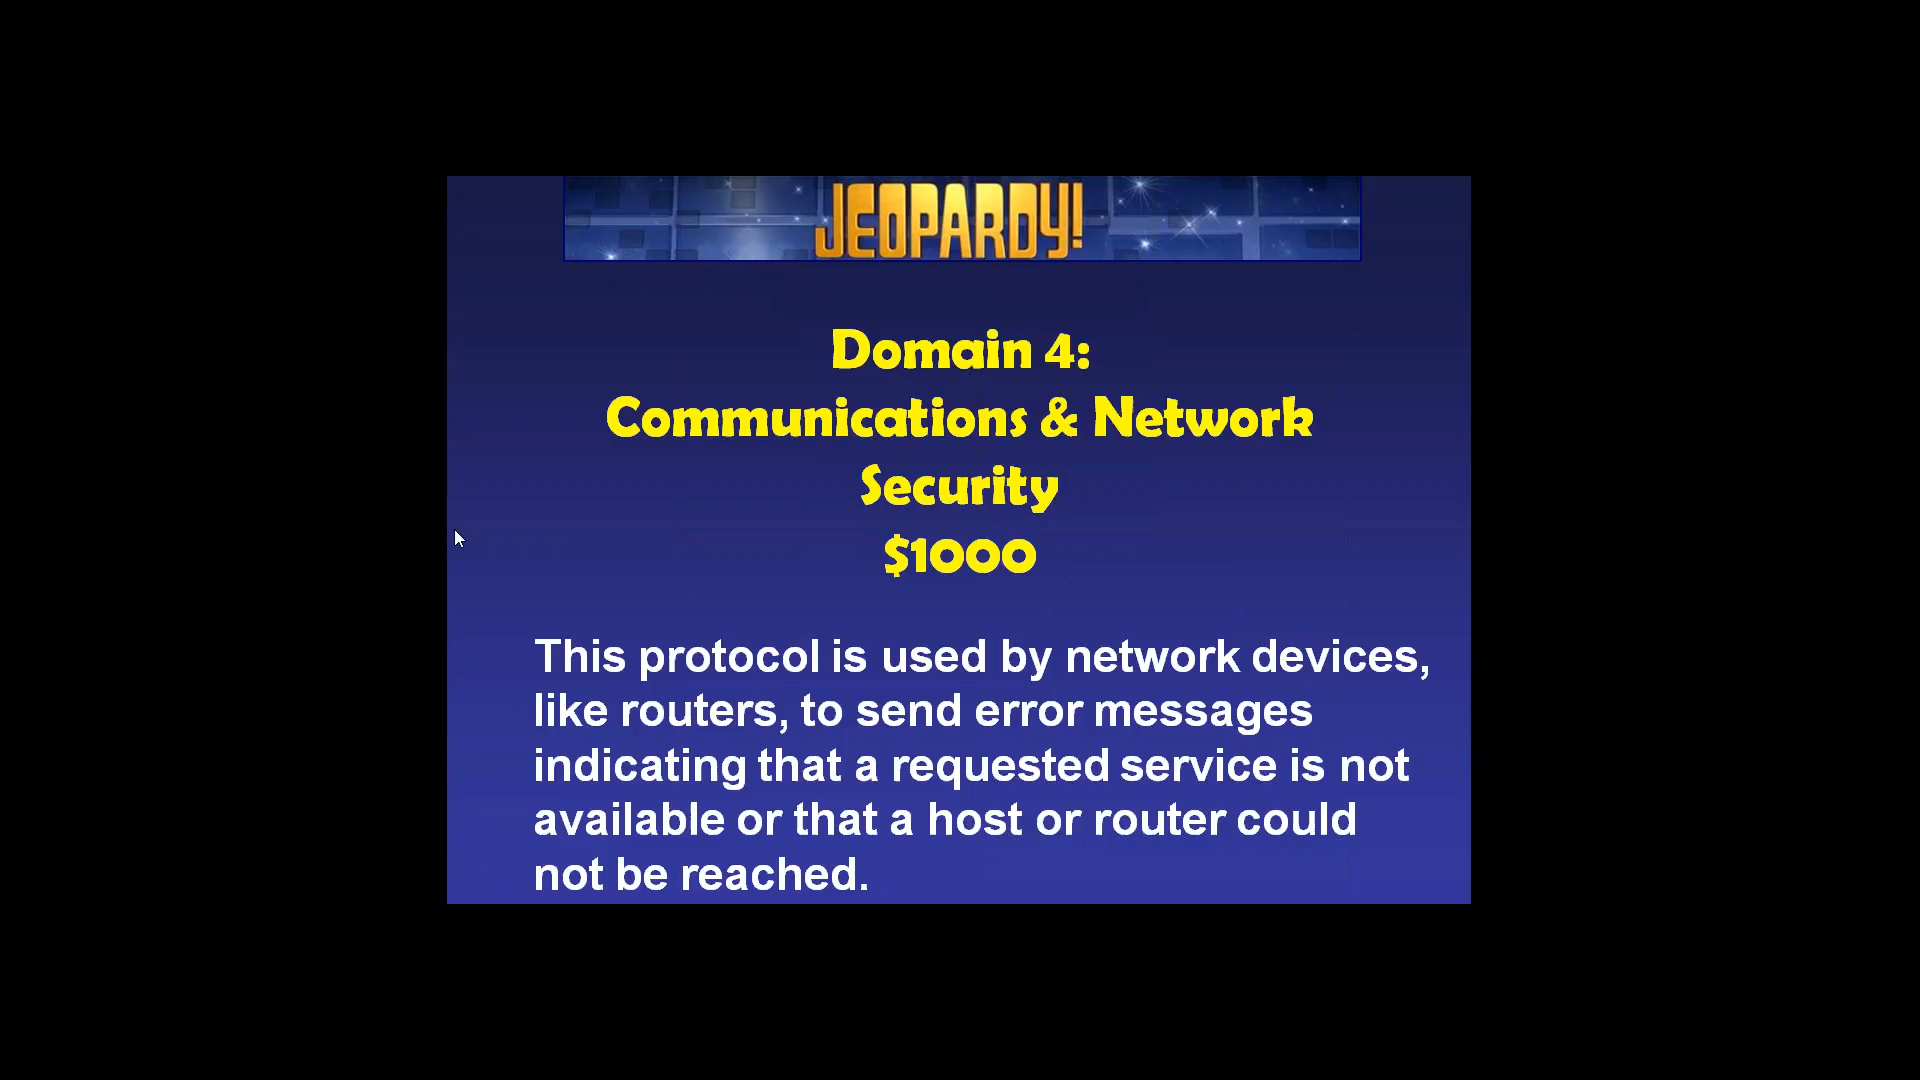 JEOPARDY!
Domain 4:
Communications & Network
Security
$1000
This protocol is used by network devices,
like routers, to send error messages
indicating that a requested service is not
available or that a host or router could
not be reached.